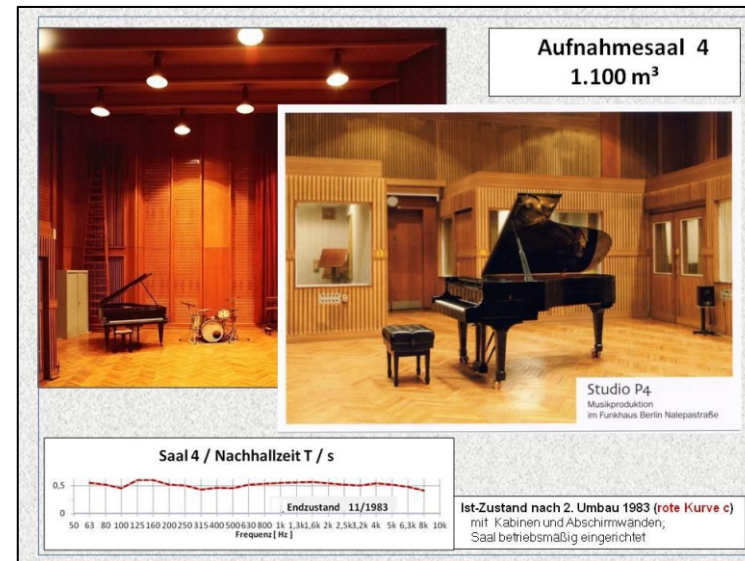 Aufnahmesaal 4
1.100 m³
Studio P4
Musikproduktion
im Funkhaus Berlin Nalepastraße
Saal 4 / Nachhallzeit T / s
0,5
0
Endzustand 11/1983
50 63 80 100 125 160 200 250 315 400 500 630 800 1k 1,3k 1,6k 2k 2,5k 3,2k 4k 5k 6,3k 8k 10k
Frequenz [ Hz ]
Ist-Zustand nach 2. Umbau 1983 (rote Kurve c)
mit Kabinen und Abschirmwänden;
Saal betriebsmäßig eingerichtet